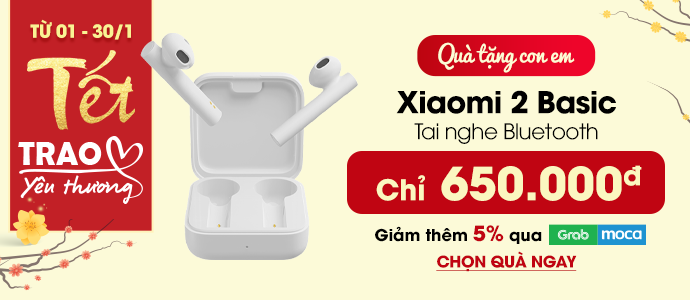 TỪ 01 - 30/1
Tết
TRAO
Yêu thương
Quà tặng con em
Xiaomi 2 Basic
Tai nghe Bluetooth
Chỉ 650.000đ
Giảm thêm 5% qua Grab moca
CHỌN QUÀ NGAY